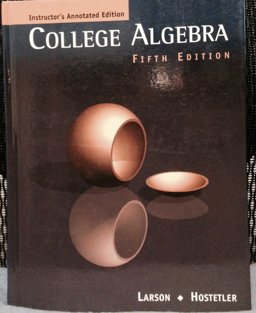 Instructor's Annotated Edition
COLLEGE ALGEBRA
FIFTH EDITION
LARSON ◆ HOSTETLER